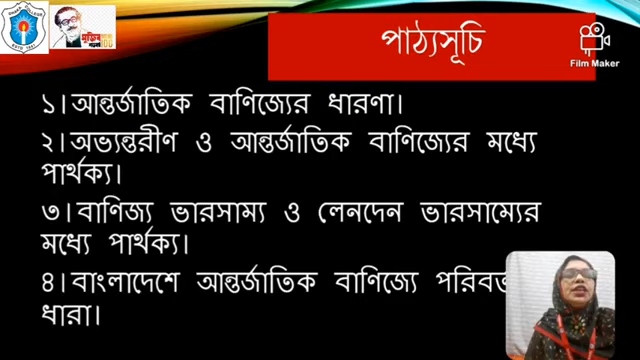 পাঠ্যসূচি
Film Maker
১। আন্তর্জাতিক বাণিজ্যের ধারণা।
২। অভ্যন্তরীণ ও আন্তর্জাতিক বাণিজ্যের মধ্যে
পার্থক্য।
৩। বাণিজ্য ভারসাম্য ও লেনদেন ভারসাম্যের
মধ্যে পার্থক্য।
৪। বাংলাদেশে আন্তর্জাতিক বাণিজ্যে
ধারা।